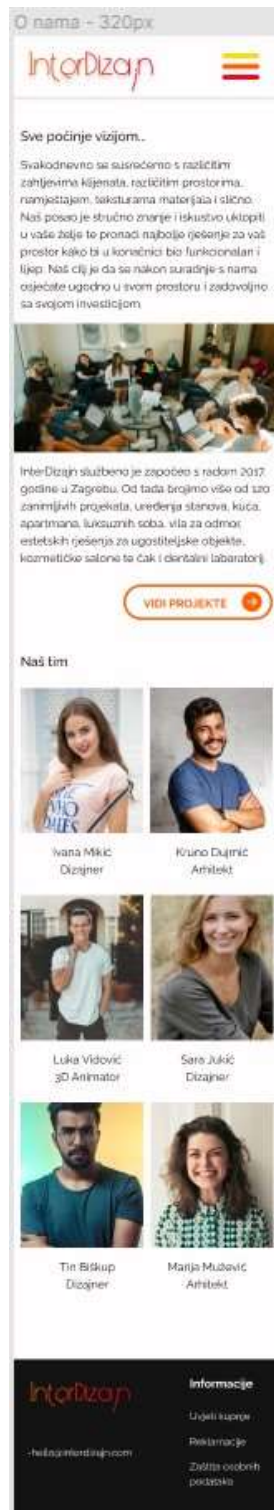 O nama - 320px
InterDizajn
Sve počinje vizijom...
Svakodnevno se susrećemo s različitim
zahtjevima klijenata, različitim prostorima,
namještajem, teksturama materijala i slično.
Naš posao je stručno znanje i iskustvo uklopiti
u vaše želje te pronaći najbolje rješenje za vaš
prostor kako bi u konačnici bio funkcionalan i
lijep. Naš cilj je da se nakon suradnje s nama
osjećate ugodno u svom prostoru i zadovoljno
sa svojom investicijom.
InterDizajn službeno je započeo s radom 2017.
godine u Zagrebu. Od tada brojimo više od 120
zanimljivih projekata, uređenja stanova, kuća,
apartmana, luksuznih soba, vila za odmor,
estetskih rješenja za ugostiteljske objekte,
kozmetičke salone te čak i dentalni laboratorij.
VIDI PROJEKTE
Naš tim
Ivana Mikić Kruno Dujmić
Dizajner Arhitekt
Luka Vidović Sara Jukić
3D Animator Dizajner
Tin Biškup Marija Mužević
Dizajner Arhitekt
InterDizajn
Informacije
Uvjeti kupnje
-hello@interdizajn.com
Reklamacije
Zaštita osobnih
podataka